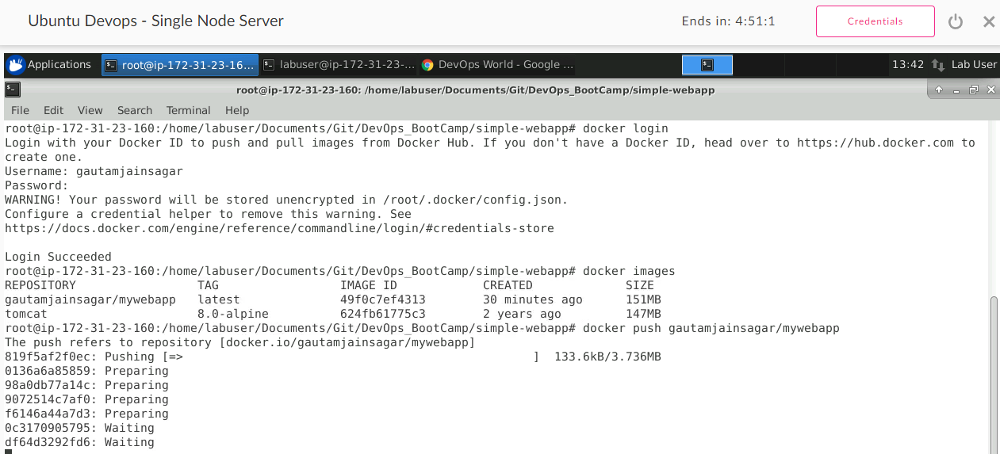 Ubuntu Devops - Single Node Server
Ends in: 4:51:1
Credentials
Applications
root@ip-172-31-23-16...
labuser@ip-172-31-23-...
DevOps World - Google ...
13:42
Lab User
root@ip-172-31-23-160: /home/labuser/Documents/Git/DevOps_BootCamp/simple-webapp
File Edit View Search Terminal Help
root@ip-172-31-23-160:/home/labuser/Documents/Git/DevOps_BootCamp/simple-webapp# docker login
Login with your Docker ID to push and pull images from Docker Hub. If you don't have a Docker ID, head over to https://hub.docker.com to
create one.
Username: gautamjainsagar
Password:
WARNING! Your password will be stored unencrypted in /root/.docker/config.json.
Configure a credential helper to remove this warning. See
https://docs.docker.com/engine/reference/commandline/login/#credentials-store
Login Succeeded
root@ip-172-31-23-160:/home/labuser/Documents/Git/DevOps_BootCamp/simple-webapp# docker images
REPOSITORY TAG IMAGE ID CREATED SIZE
gautamjainsagar/mywebapp latest 49f0c7ef4313 30 minutes ago 151MB
tomcat 8.0-alpine 624fb61775c3 2 years ago 147MB
root@ip-172-31-23-160:/home/labuser/Documents/Git/DevOps_BootCamp/simple-webapp# docker push gautamjainsagar/mywebapp
The push refers to repository [docker.io/gautamjainsagar/mywebapp]
819f5af2f0ec: Pushing [=> ] 133.6kB/3.736MB
0136a6a85859: Preparing
98a0db77a14c: Preparing
9072514c7af0: Preparing
f6146a44a7d3: Preparing
0c3170905795: Waiting
df64d3292fd6: Waiting